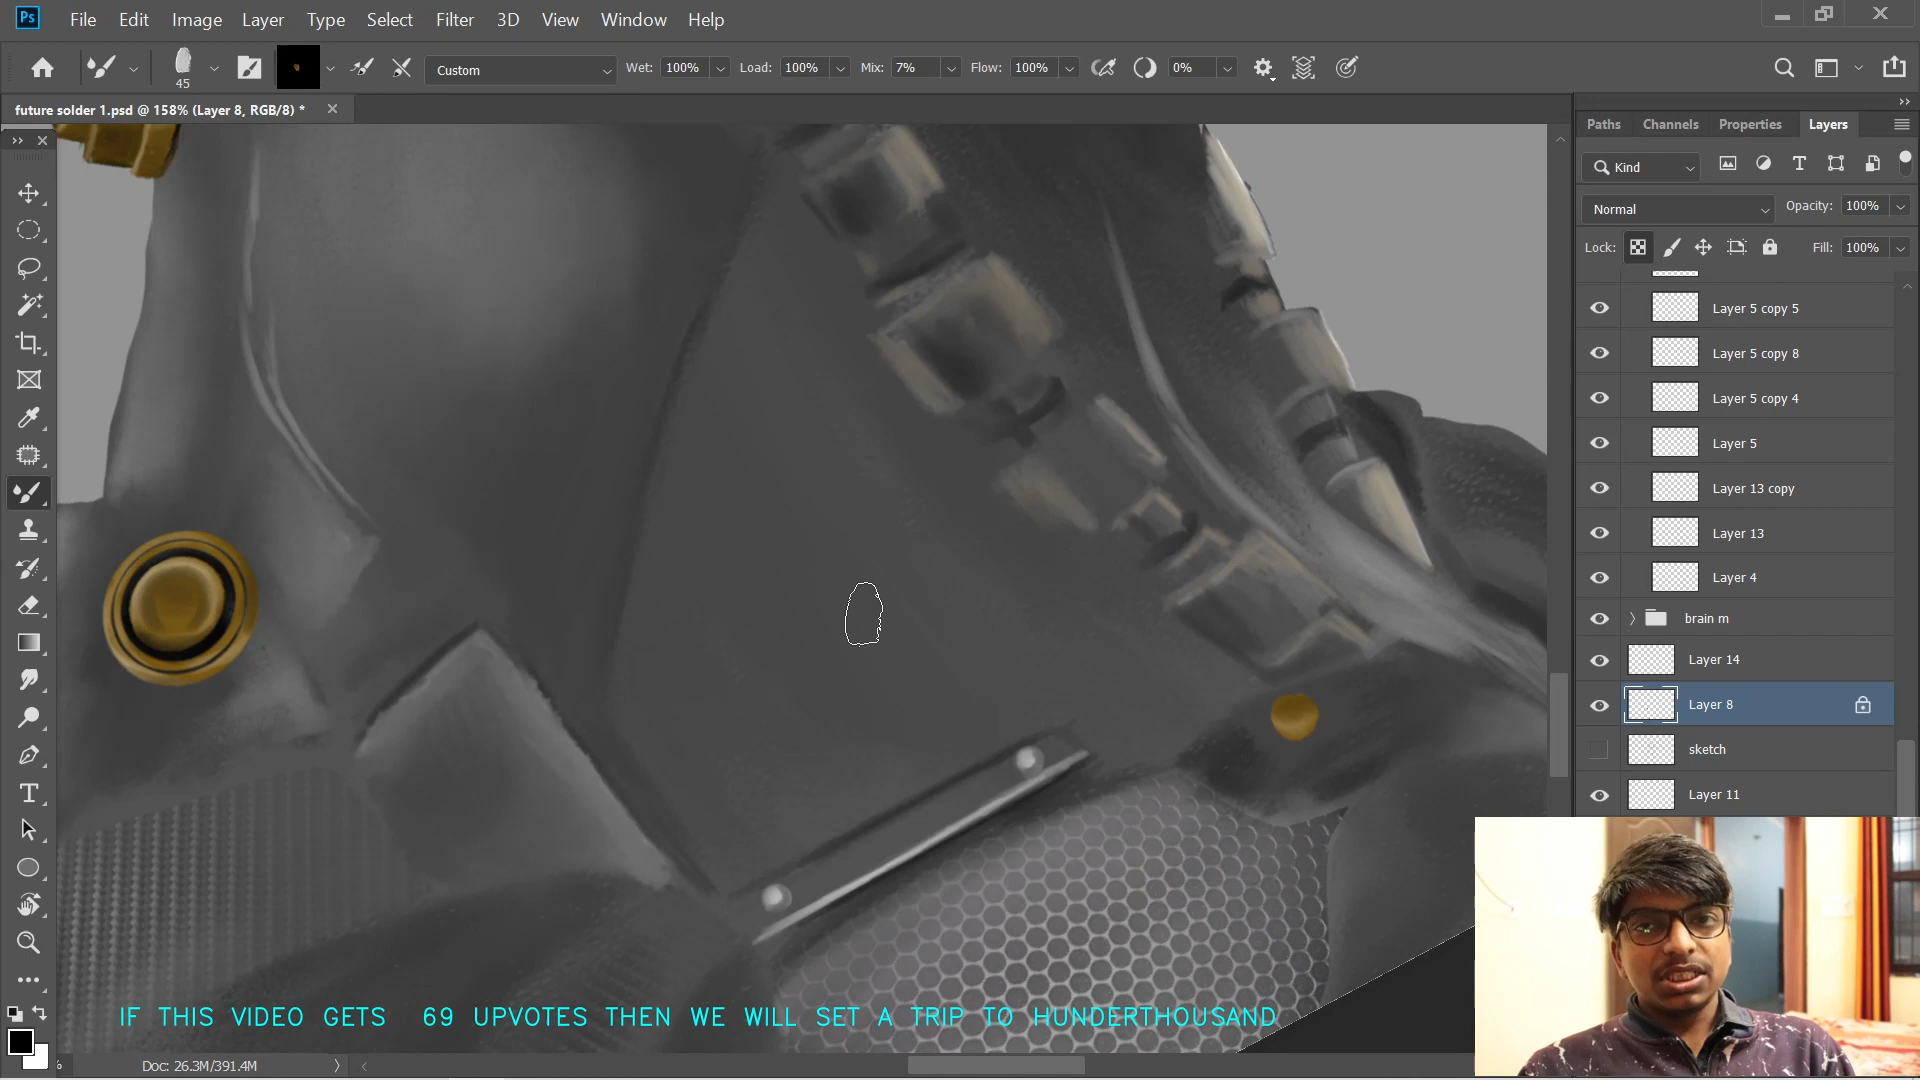 Ps File Edit Image Layer Type Select Filter 3D View Window Help
45 Custom Wet: 100% Load: 100% Mix: 7% Flow: 100% 0%
future solder 1.psd @ 158% (Layer 8, RGB/8) *
Paths Channels Properties Layers
Kind
Normal Opacity: 100%
Lock: Fill: 100%
Layer 5 copy 5
Layer 5 copy 8
Layer 5 copy 4
Layer 5
Layer 13 copy
Layer 13
Layer 4
brain m
Layer 14
Layer 8
sketch
Layer 11
IF THIS VIDEO GETS 69 UPVOTES THEN WE WILL SET A TRIP TO HUNDERTHOUSAND
% Doc: 26.3M/391.4M